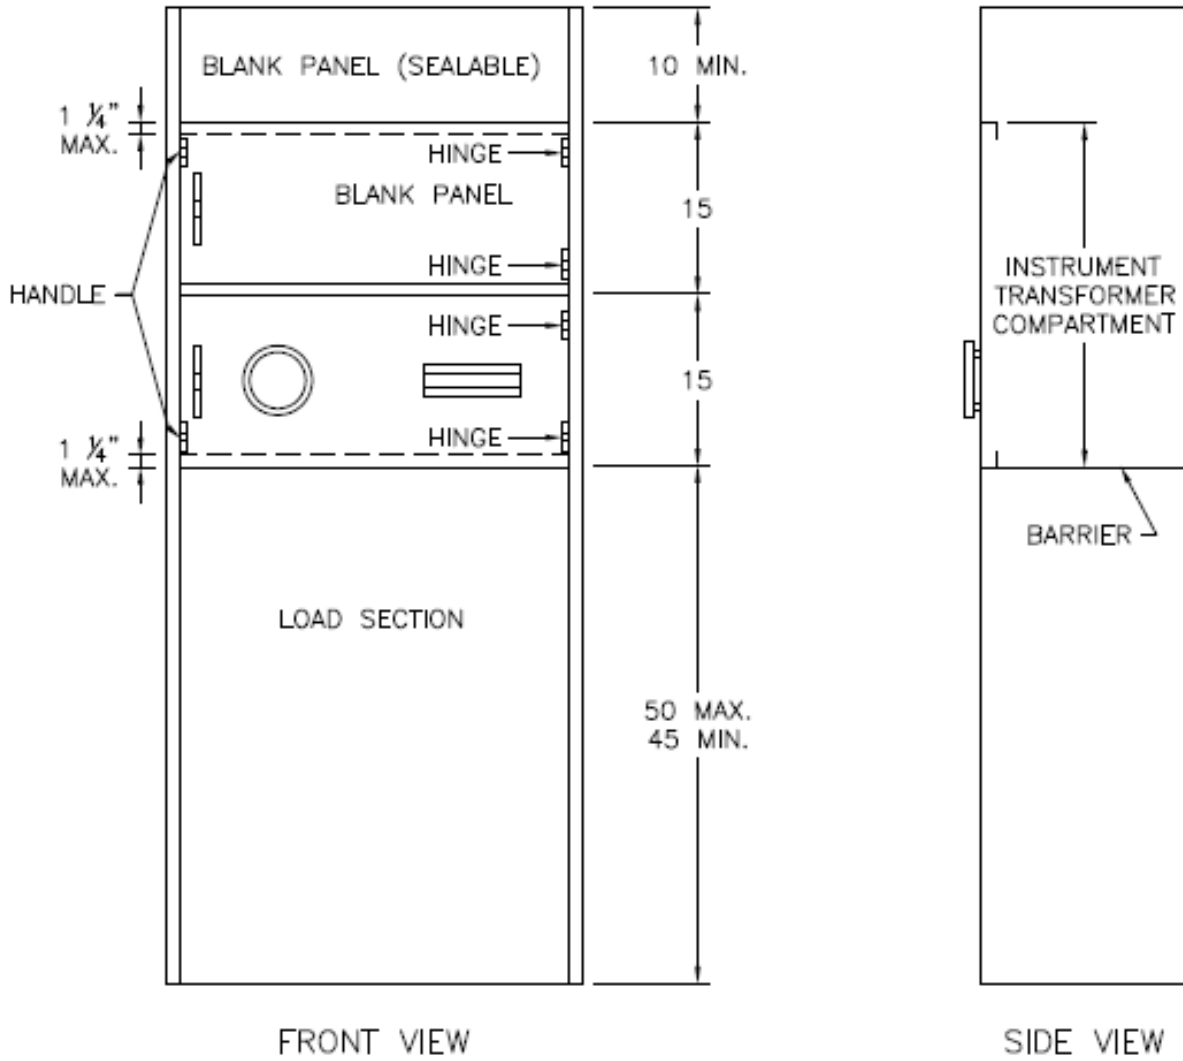 BLANK PANEL (SEALABLE)
10 MIN.
1 ¼"
MAX.
HINGE
BLANK PANEL
15
HINGE
HANDLE
INSTRUMENT
TRANSFORMER
COMPARTMENT
HINGE
15
HINGE
1 ¼"
MAX.
BARRIER
LOAD SECTION
50 MAX.
45 MIN.
FRONT VIEW
SIDE VIEW